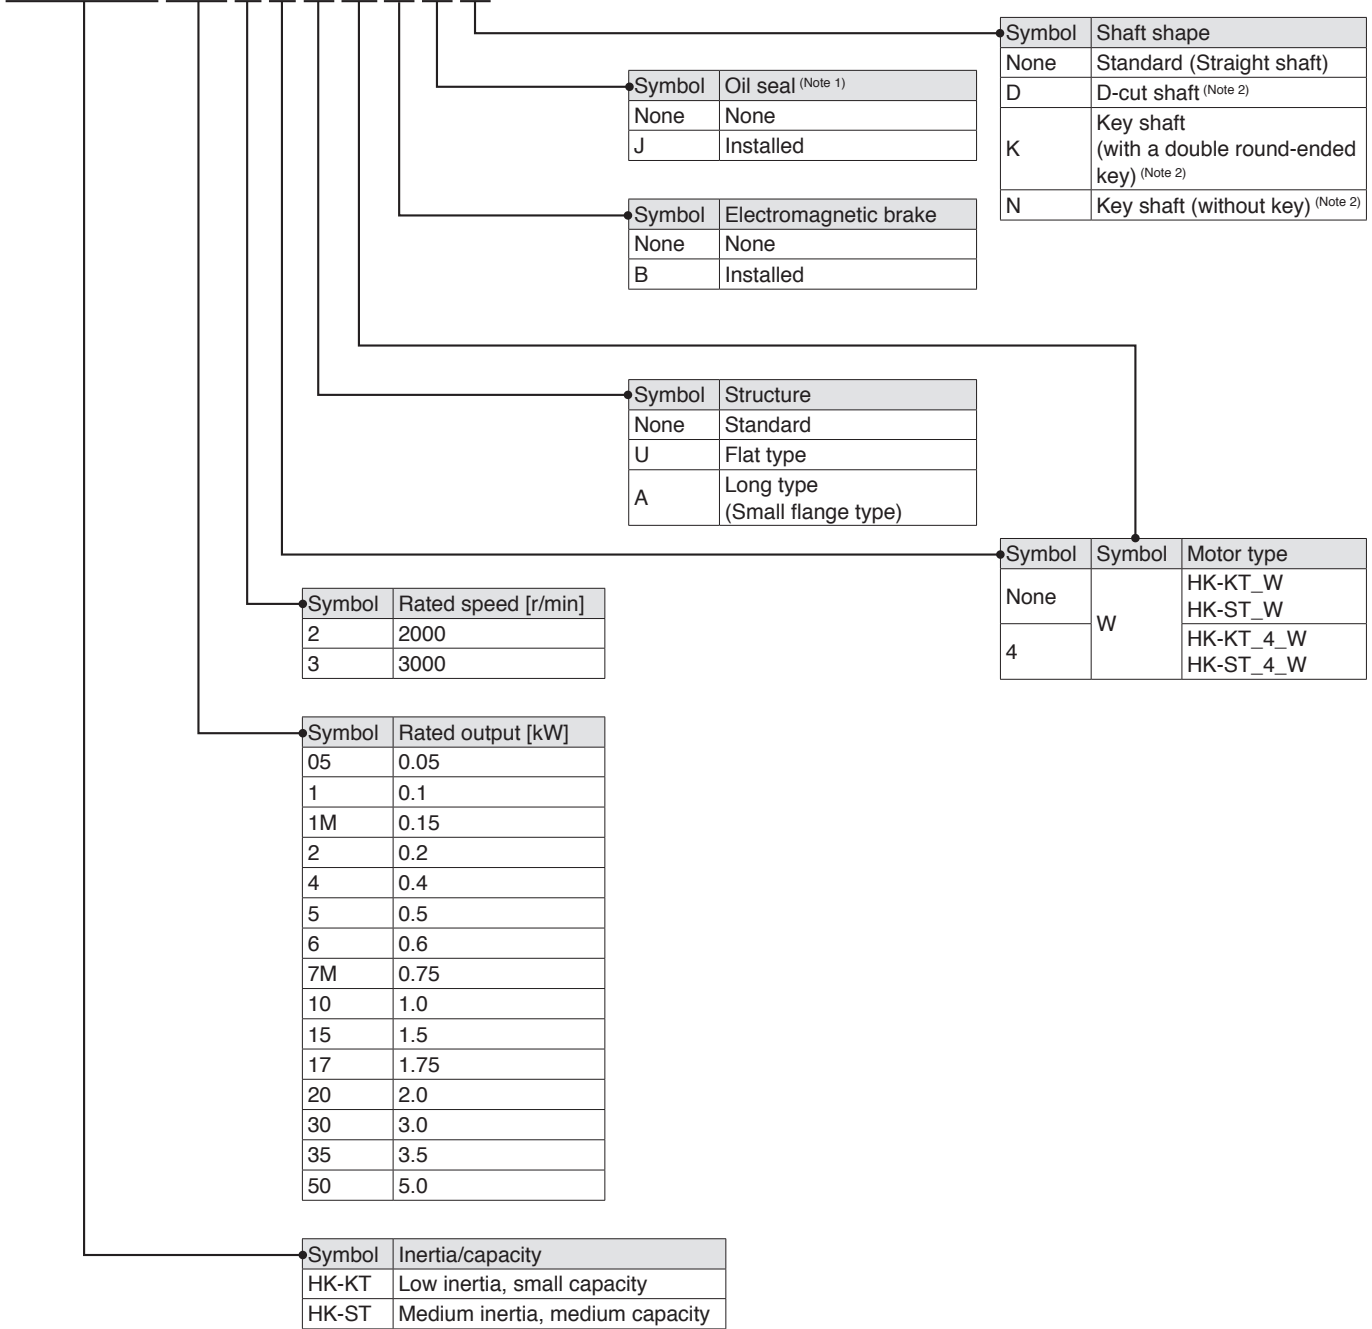 Symbol Shaft shape
None Standard (Straight shaft)
D D-cut shaft (Note 2)
K Key shaft
(with a double round-ended
key) (Note 2)
N Key shaft (without key) (Note 2)
Symbol Oil seal (Note 1)
None None
J Installed
Symbol Electromagnetic brake
None None
B Installed
Symbol Structure
None Standard
U Flat type
A Long type
(Small flange type)
Symbol Symbol Motor type
None W HK-KT_W
HK-ST_W
4 HK-KT_4_W
HK-ST_4_W
Symbol Rated speed [r/min]
2 2000
3 3000
Symbol Rated output [kW]
05 0.05
1 0.1
1M 0.15
2 0.2
4 0.4
5 0.5
6 0.6
7M 0.75
10 1.0
15 1.5
17 1.75
20 2.0
30 3.0
35 3.5
50 5.0
Symbol Inertia/capacity
HK-KT Low inertia, small capacity
HK-ST Medium inertia, medium capacity